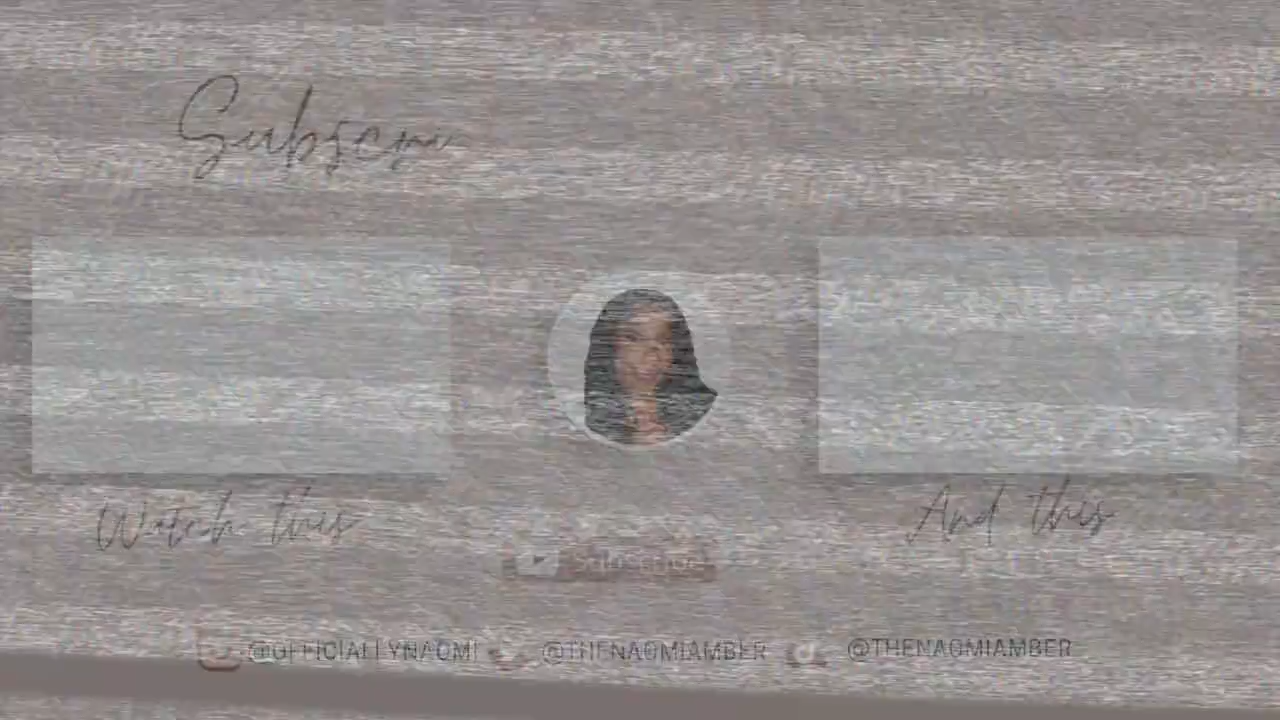 Subscri
Watch this
And this
Subscribe
@OFFICIALLYNAOMI @THENAOMIAMBER @THENAOMIAMBER